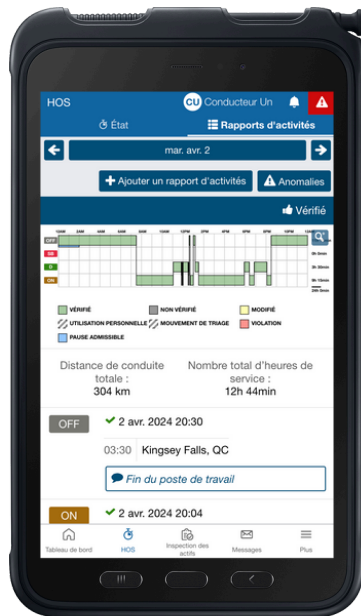 HOS
CU Conducteur Un
État
Rapports d'activités
mar. avr. 2
Ajouter un rapport d'activités
Anomalies
Vérifié
OFF
SB
D
ON
VÉRIFIÉ
NON VÉRIFIÉ
MODIFIÉ
UTILISATION PERSONNELLE
MOUVEMENT DE TRIAGE
VIOLATION
PAUSE ADMISSIBLE
Distance de conduite totale :
304 km
Nombre total d'heures de service :
12h 44min
OFF
2 avr. 2024 20:30
03:30 Kingsey Falls, QC
Fin du poste de travail
ON
2 avr. 2024 20:04
Tableau de bord
HOS
Inspection des actifs
Messages
Plus